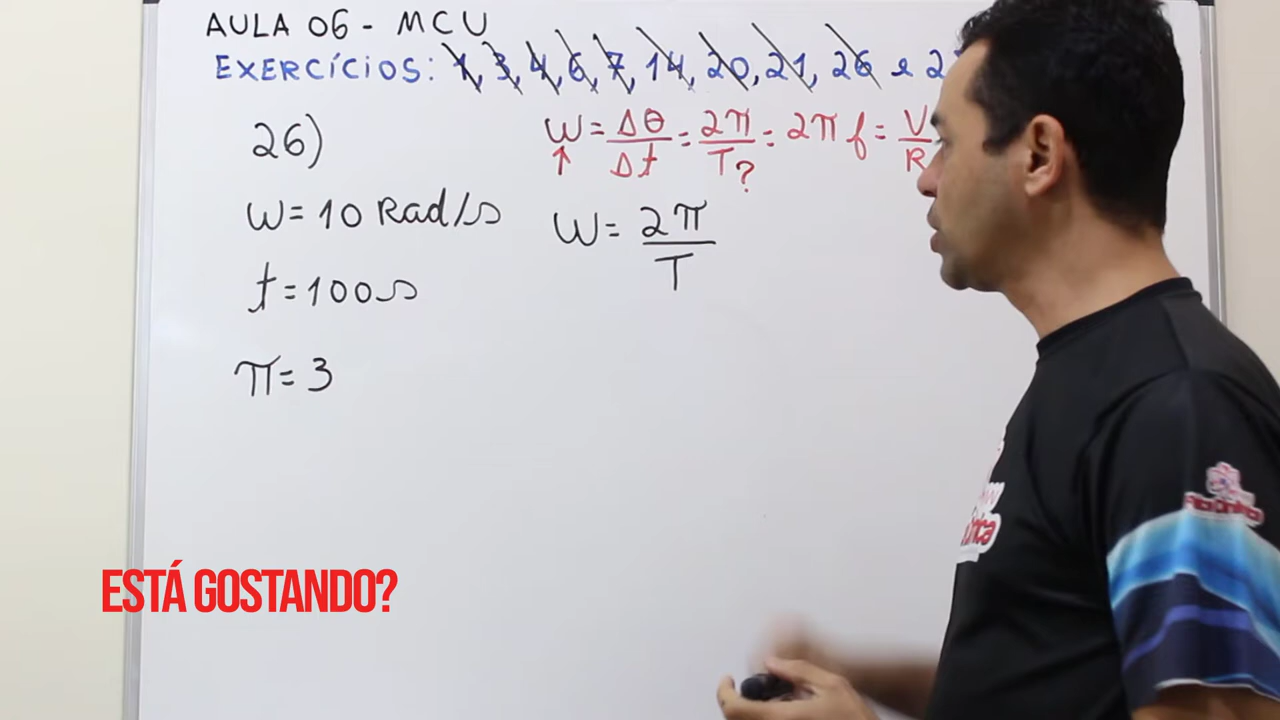 AULA 06 - MCU
EXERCÍCIOS: 1, 3, 4, 6, 7, 14, 20, 21, 26 e 2
26)
W = Δθ/Δt = 2π/T? = 2πf = V/R
W = 10 Rad/s
W = 2π/T
t = 100s
π = 3
ESTÁ GOSTANDO?